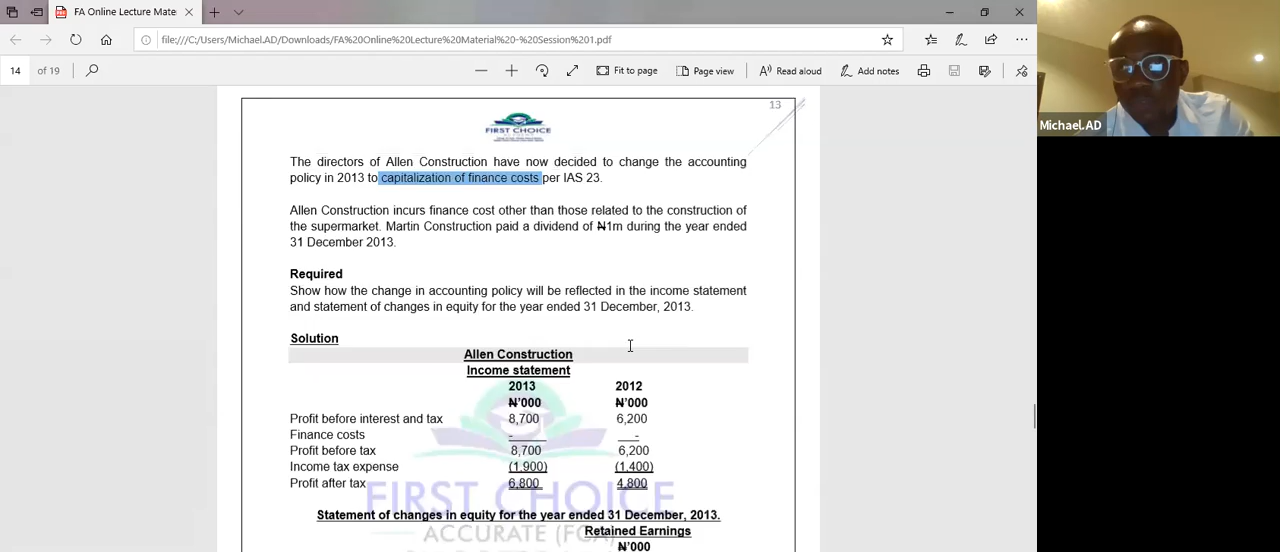 FA Online Lecture Mate
file:///C:/Users/Michael.AD/Downloads/FA%20Online%20Lecture%20Material%20-%20Session%201.pdf
14 of 19
Fit to page
Page view
Read aloud
Add notes
Michael.AD
13
FIRST CHOICE
The directors of Allen Construction have now decided to change the accounting
policy in 2013 to capitalization of finance costs per IAS 23.
Allen Construction incurs finance cost other than those related to the construction of
the supermarket. Martin Construction paid a dividend of ₦1m during the year ended
31 December 2013.
Required
Show how the change in accounting policy will be reflected in the income statement
and statement of changes in equity for the year ended 31 December, 2013.
Solution
Allen Construction
Income statement
2013 2012
₦'000 ₦'000
Profit before interest and tax 8,700 6,200
Finance costs - -
Profit before tax 8,700 6,200
Income tax expense (1,900) (1,400)
Profit after tax 6,800 4,800
FIRST CHOICE
Statement of changes in equity for the year ended 31 December, 2013.
ACCURATE (FCA)
Retained Earnings
₦'000